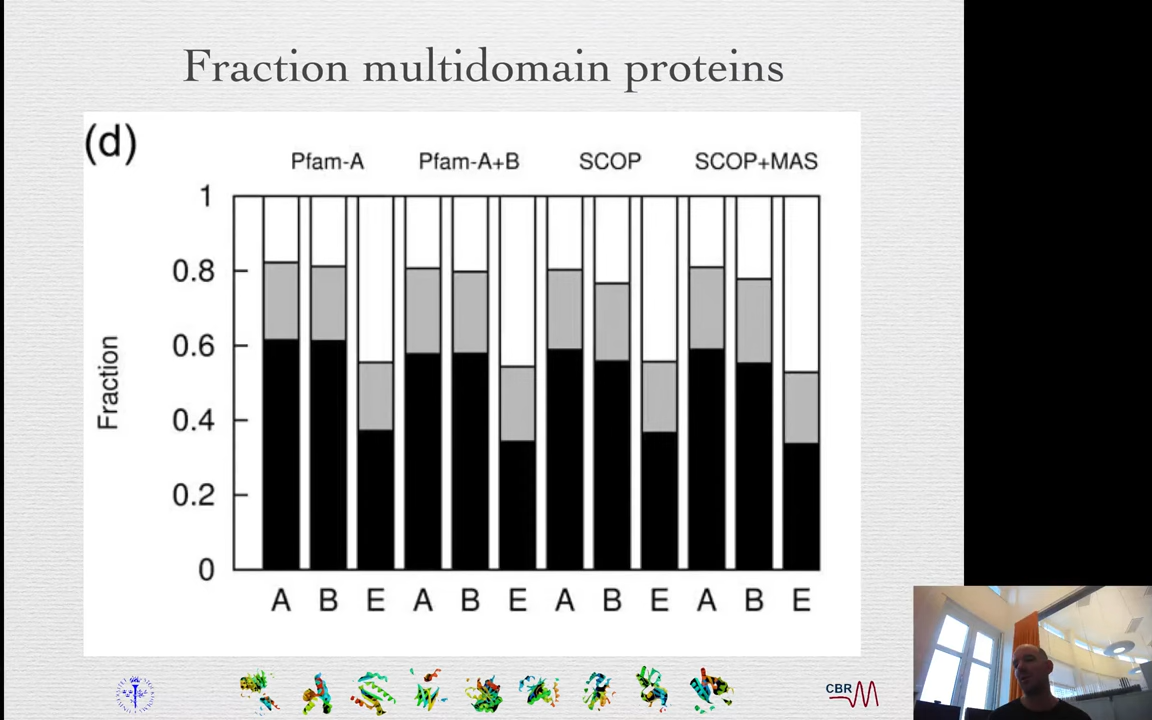 Fraction multidomain proteins
(d)
Pfam-A Pfam-A+B SCOP SCOP+MAS
1
0.8
0.6
0.4
0.2
0
Fraction
A B E A B E A B E A B E
CBR